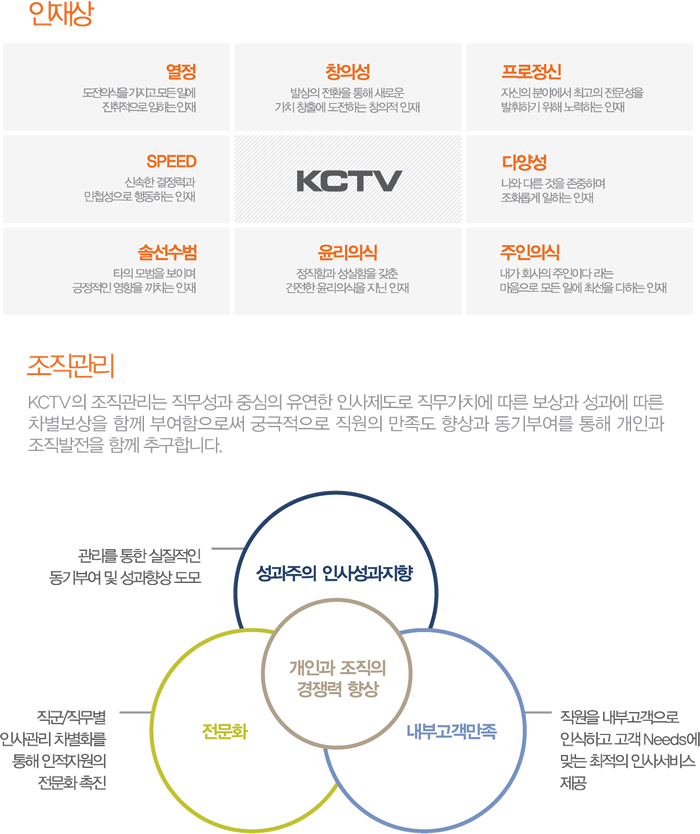 인재상
열정
도전의식을 가지고 모든 일에
진취적으로 임하는 인재
창의성
발상의 전환을 통해 새로운
가치 창출에 도전하는 창의적 인재
프로정신
자신의 분야에서 최고의 전문성을
발휘하기 위해 노력하는 인재
SPEED
신속한 결정력과
민첩성으로 행동하는 인재
KCTV
다양성
나와 다른 것을 존중하며
조화롭게 일하는 인재
솔선수범
타의 모범을 보이며
긍정적인 영향을 끼치는 인재
윤리의식
정직함과 성실함을 갖춘
건전한 윤리의식을 지닌 인재
주인의식
내가 회사의 주인이다 라는
마음으로 모든 일에 최선을 다하는 인재
조직관리
KCTV의 조직관리는 직무성과 중심의 유연한 인사제도로 직무가치에 따른 보상과 성과에 따른
차별보상을 함께 부여함으로써 궁극적으로 직원의 만족도 향상과 동기부여를 통해 개인과
조직발전을 함께 추구합니다.
관리를 통한 실질적인
동기부여 및 성과향상 도모
성과주의 인사성과지향
개인과 조직의
경쟁력 향상
전문화
내부고객만족
직군/직무별
인사관리 차별화를
통해 인적자원의
전문화 촉진
직원을 내부고객으로
인식하고 고객 Needs에
맞는 최적의 인사서비스
제공